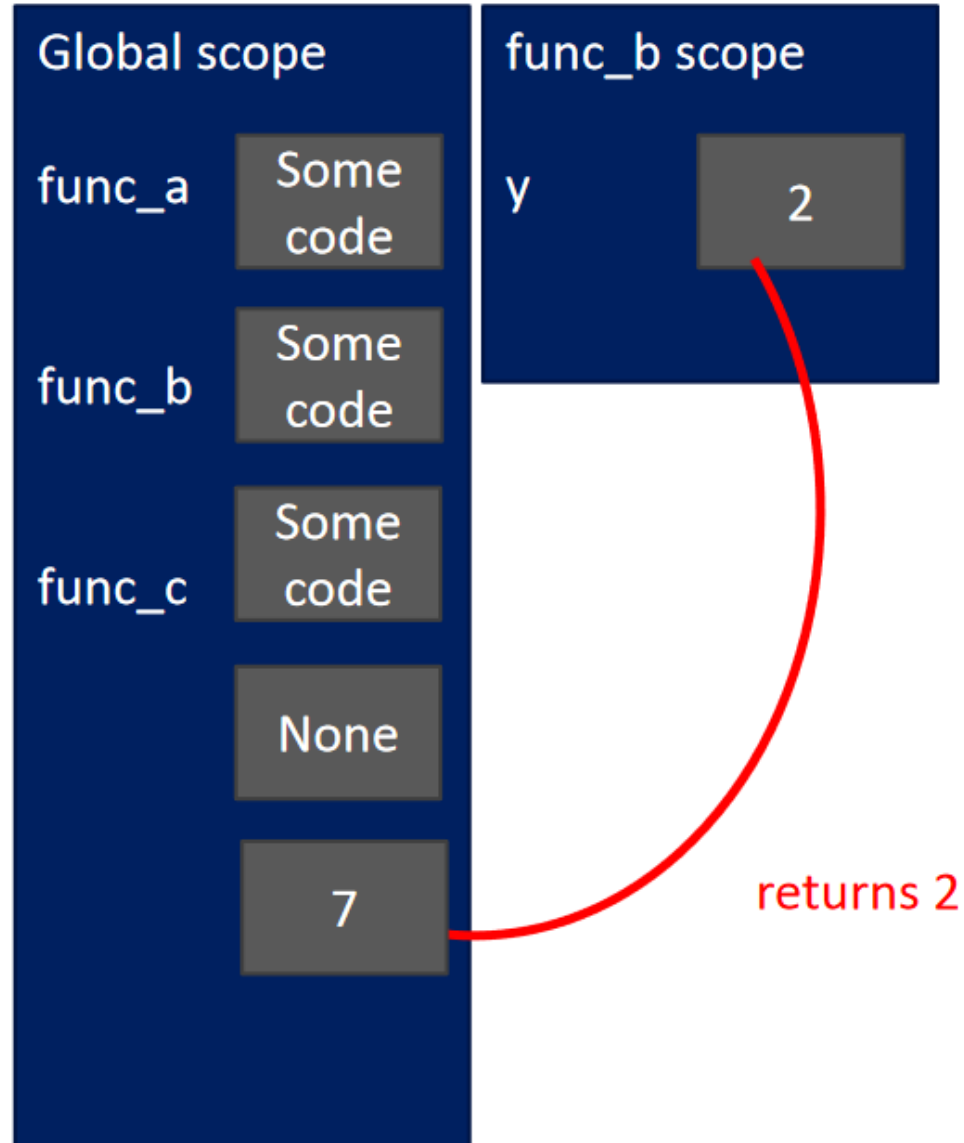 Global scope
func_a
Some
code
func_b
Some
code
func_c
Some
code
None
7
func_b scope
y
2
returns 2